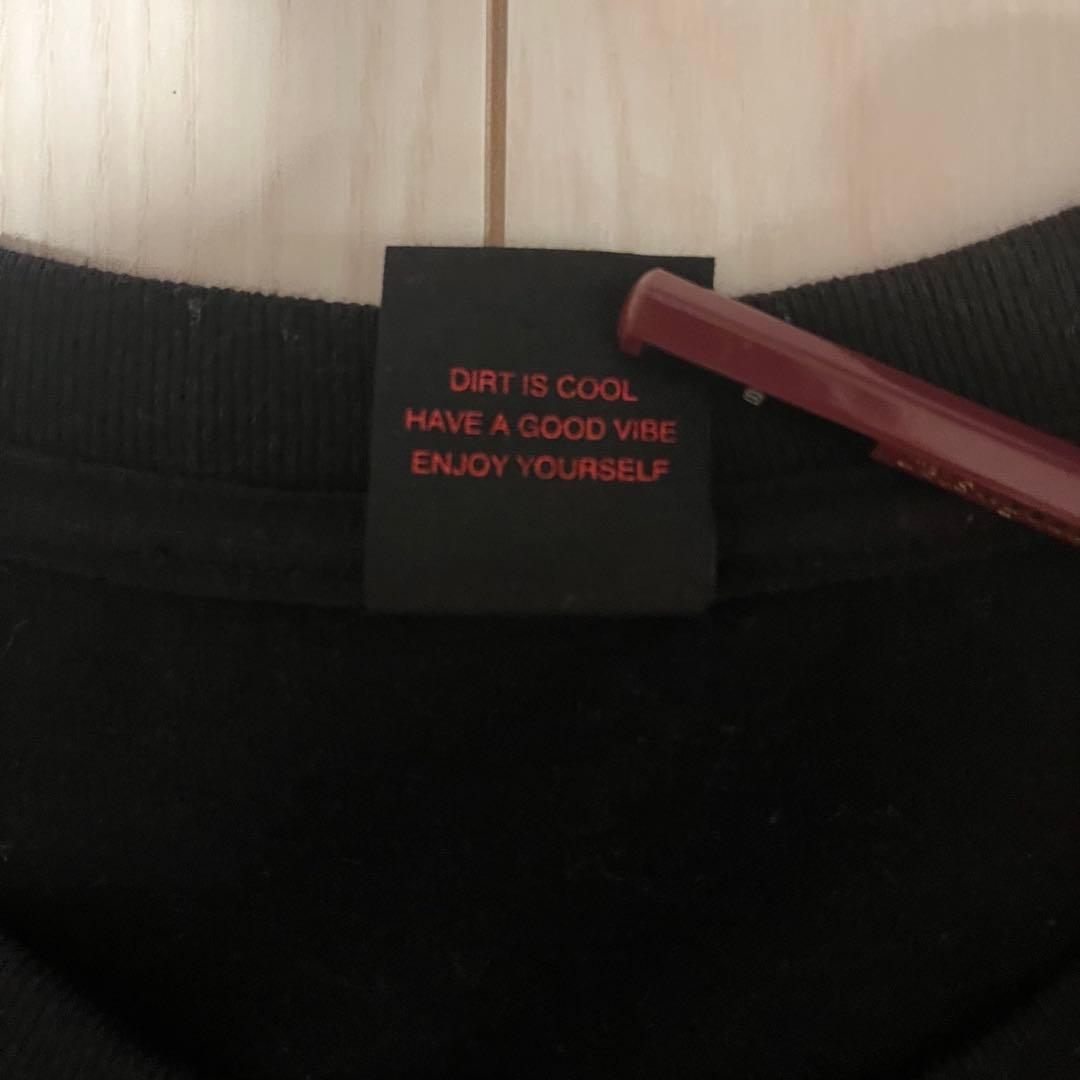 DIRT IS COOL
HAVE A GOOD VIBE
ENJOY YOURSELF